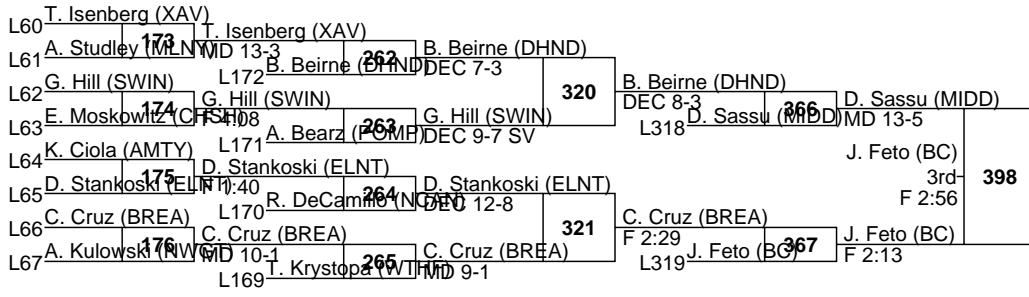 L60 T. Isenberg (XAV)
173
L61 A. Studley (MLNY)
T. Isenberg (XAV)
MD 13-3
262
L172 B. Beirne (DHND)
B. Beirne (DHND)
DEC 7-3
L62 G. Hill (SWIN)
174
L63 E. Moskowitz (CHSH)
G. Hill (SWIN)
F 4:08
263
L171 A. Bearz (POMP)
G. Hill (SWIN)
DEC 9-7 SV
320
B. Beirne (DHND)
DEC 8-3
366
L318 D. Sassu (MIDD)
D. Sassu (MIDD)
MD 13-5
L64 K. Ciola (AMTY)
175
L65 D. Stankoski (ELNT)
D. Stankoski (ELNT)
F 1:40
264
L170 R. DeCamillo (NCAN)
D. Stankoski (ELNT)
DEC 12-8
L66 C. Cruz (BREA)
176
L67 A. Kulowski (NWGT)
C. Cruz (BREA)
MD 10-1
265
L169 T. Krystopa (WTHF)
C. Cruz (BREA)
MD 9-1
321
C. Cruz (BREA)
F 2:29
367
L319 J. Feto (BC)
J. Feto (BC)
F 2:13
398
J. Feto (BC)
3rd
F 2:56